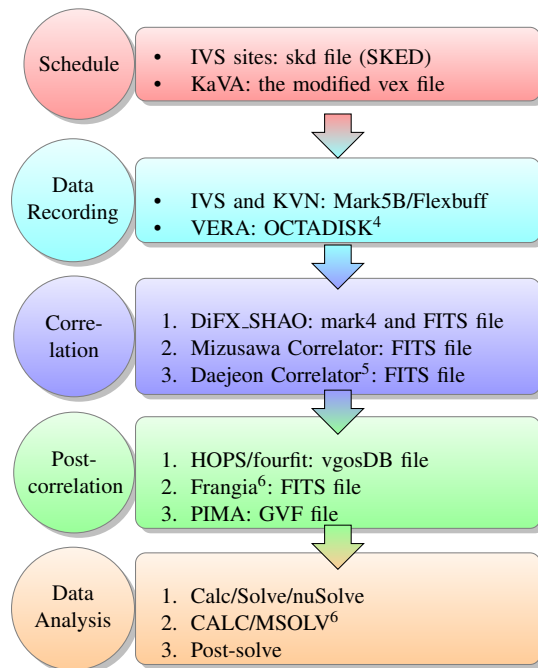 Schedule
• IVS sites: skd file (SKED)
• KaVA: the modified vex file
Data
Recording
• IVS and KVN: Mark5B/Flexbuff
• VERA: OCTADISK⁴
Corre-
lation
1. DiFX_SHAO: mark4 and FITS file
2. Mizusawa Correlator: FITS file
3. Daejeon Correlator⁵: FITS file
Post-
correlation
1. HOPS/fourfit: vgosDB file
2. Frangia⁶: FITS file
3. PIMA: GVF file
Data
Analysis
1. Calc/Solve/nuSolve
2. CALC/MSOLV⁶
3. Post-solve